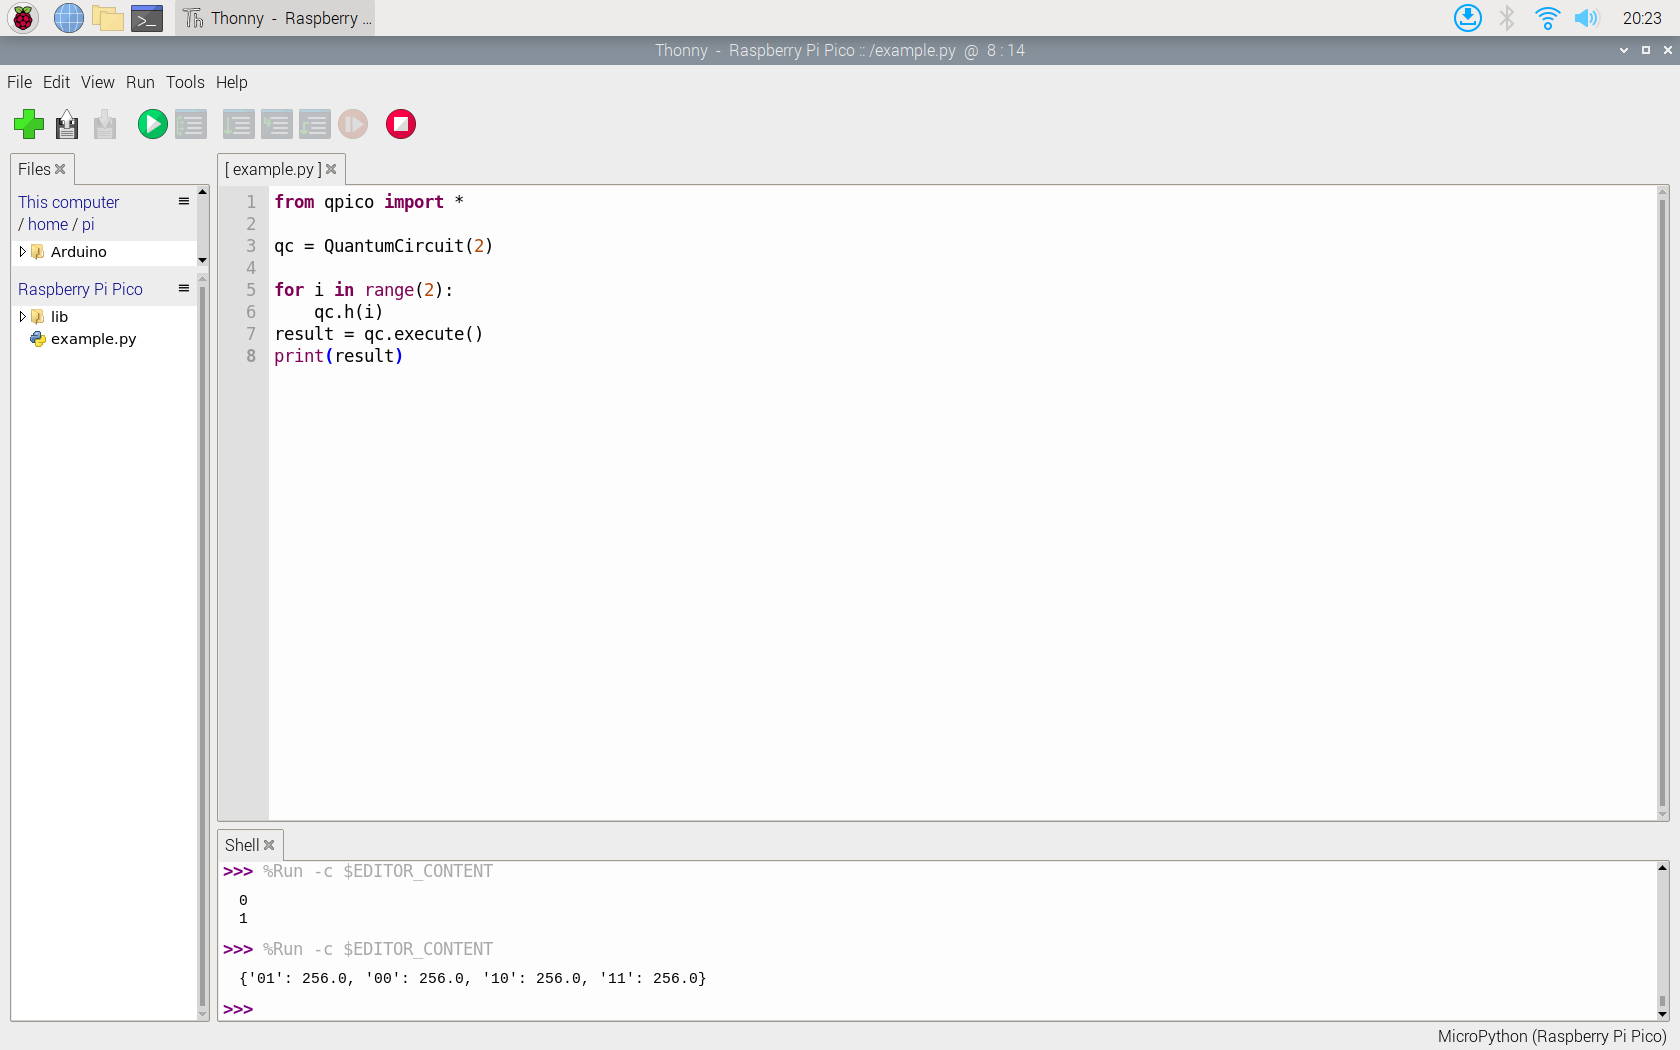 Thonny - Raspberry ...
20:23
Thonny - Raspberry Pi Pico :: /example.py @ 8 : 14
File Edit View Run Tools Help
Files
This computer
/ home / pi
Arduino
Raspberry Pi Pico
lib
example.py
[ example.py ]
1 from qpico import *
2
3 qc = QuantumCircuit(2)
4
5 for i in range(2):
6     qc.h(i)
7 result = qc.execute()
8 print(result)
Shell
>>> %Run -c $EDITOR_CONTENT
0
1
>>> %Run -c $EDITOR_CONTENT
{'01': 256.0, '00': 256.0, '10': 256.0, '11': 256.0}
>>>
MicroPython (Raspberry Pi Pico)